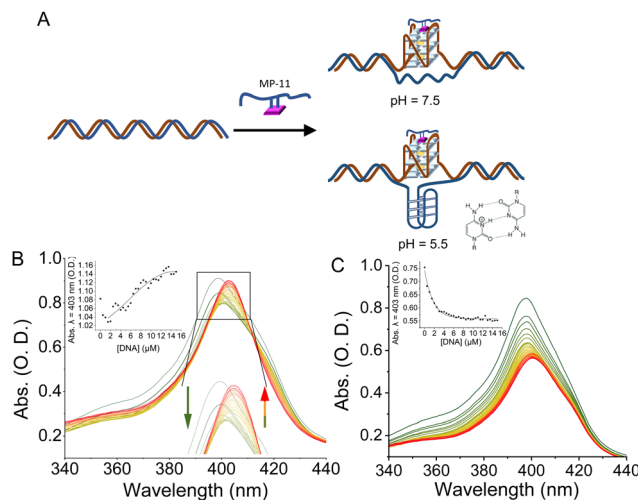 A
MP-11
pH = 7.5
pH = 5.5
R
N
H
H
O
N
N
H
N
N
O
H
N
H
R
B
1.0
0.8
0.6
0.4
0.2
Abs. (O. D.)
340 360 380 400 420 440
Wavelength (nm)
Abs. λ = 403 nm (O.D.)
1.16
1.14
1.12
1.10
1.08
1.06
1.04
1.02
0 2 4 6 8 10 12 14 16
[DNA] (µM)
C
1.0
0.8
0.6
0.4
0.2
Abs. (O. D.)
340 360 380 400 420 440
Wavelength (nm)
Abs. λ = 403 nm (O.D.)
0.75
0.70
0.65
0.60
0.55
0 2 4 6 8 10 12 14 16
[DNA] (µM)